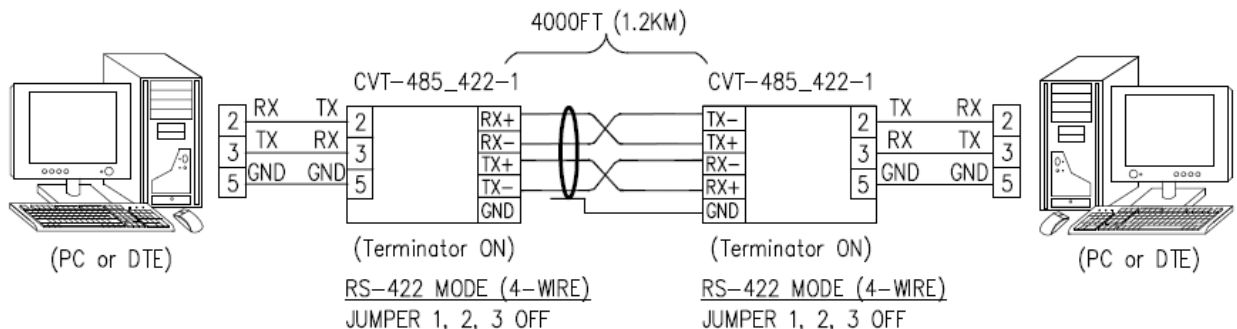 4000FT (1.2KM)
CVT-485_422-1
CVT-485_422-1
2 RX TX 2
3 TX RX 3
5 GND GND 5
RX+
RX-
TX+
TX-
GND
TX-
TX+
RX-
RX+
GND
2 TX RX 2
3 RX TX 3
5 GND GND 5
(PC or DTE)
(Terminator ON)
(Terminator ON)
(PC or DTE)
RS-422 MODE (4-WIRE)
JUMPER 1, 2, 3 OFF
RS-422 MODE (4-WIRE)
JUMPER 1, 2, 3 OFF